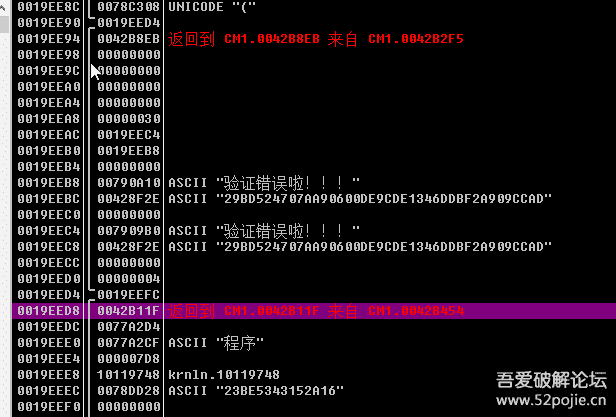 0019EE8C 0078C308 UNICODE "("
0019EE90 0019EED4
0019EE94 0042B8EB 返回到 CM1.0042B8EB 来自 CM1.0042B2F5
0019EE98 00000000
0019EE9C 00000000
0019EEA0 00000000
0019EEA4 00000000
0019EEA8 00000030
0019EEAC 0019EEC4
0019EEB0 0019EEB8
0019EEB4 00000000
0019EEB8 00790A10 ASCII "验证错误啦！！！"
0019EEBC 00428F2E ASCII "29BD524707AA90600DE9CDE1346DDBF2A909CCAD"
0019EEC0 00000000
0019EEC4 007909B0 ASCII "验证错误啦！！！"
0019EEC8 00428F2E ASCII "29BD524707AA90600DE9CDE1346DDBF2A909CCAD"
0019EECC 00000000
0019EED0 00000004
0019EED4 0019EEFC
0019EED8 0042B11F 返回到 CM1.0042B11F 来自 CM1.0042B454
0019EEDC 0077A2D4
0019EEE0 0077A2CF ASCII "程序"
0019EEE4 000007D8
0019EEE8 10119748 krnln.10119748
0019EEEC 0078DD28 ASCII "23BE5343152A16"
0019EEF0 00000000
吾爱破解论坛
www.52pojie.cn